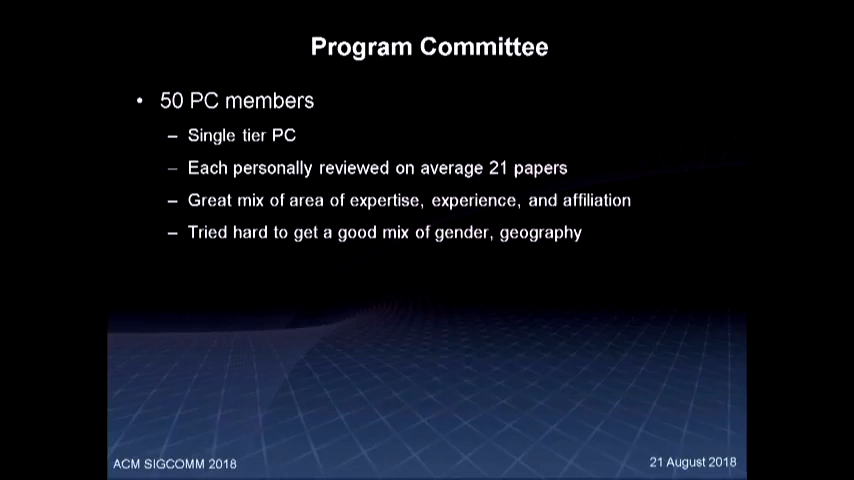 Program Committee
• 50 PC members
– Single tier PC
– Each personally reviewed on average 21 papers
– Great mix of area of expertise, experience, and affiliation
– Tried hard to get a good mix of gender, geography
ACM SIGCOMM 2018
21 August 2018